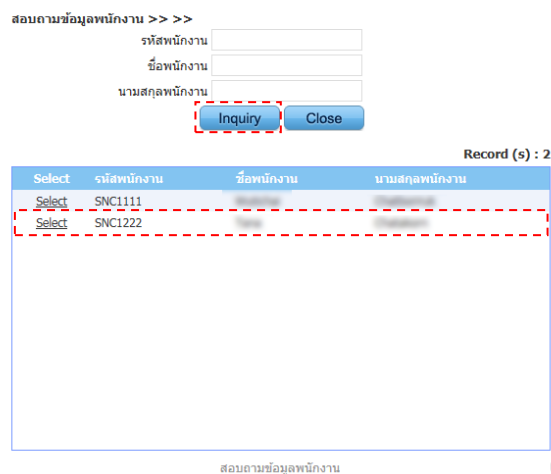 สอบถามข้อมูลพนักงาน >> >>
รหัสพนักงาน
ชื่อพนักงาน
นามสกุลพนักงาน
Inquiry Close
Record (s) : 2
Select รหัสพนักงาน ชื่อพนักงาน นามสกุลพนักงาน
Select SNC1111
Select SNC1222
สอบถามข้อมูลพนักงาน